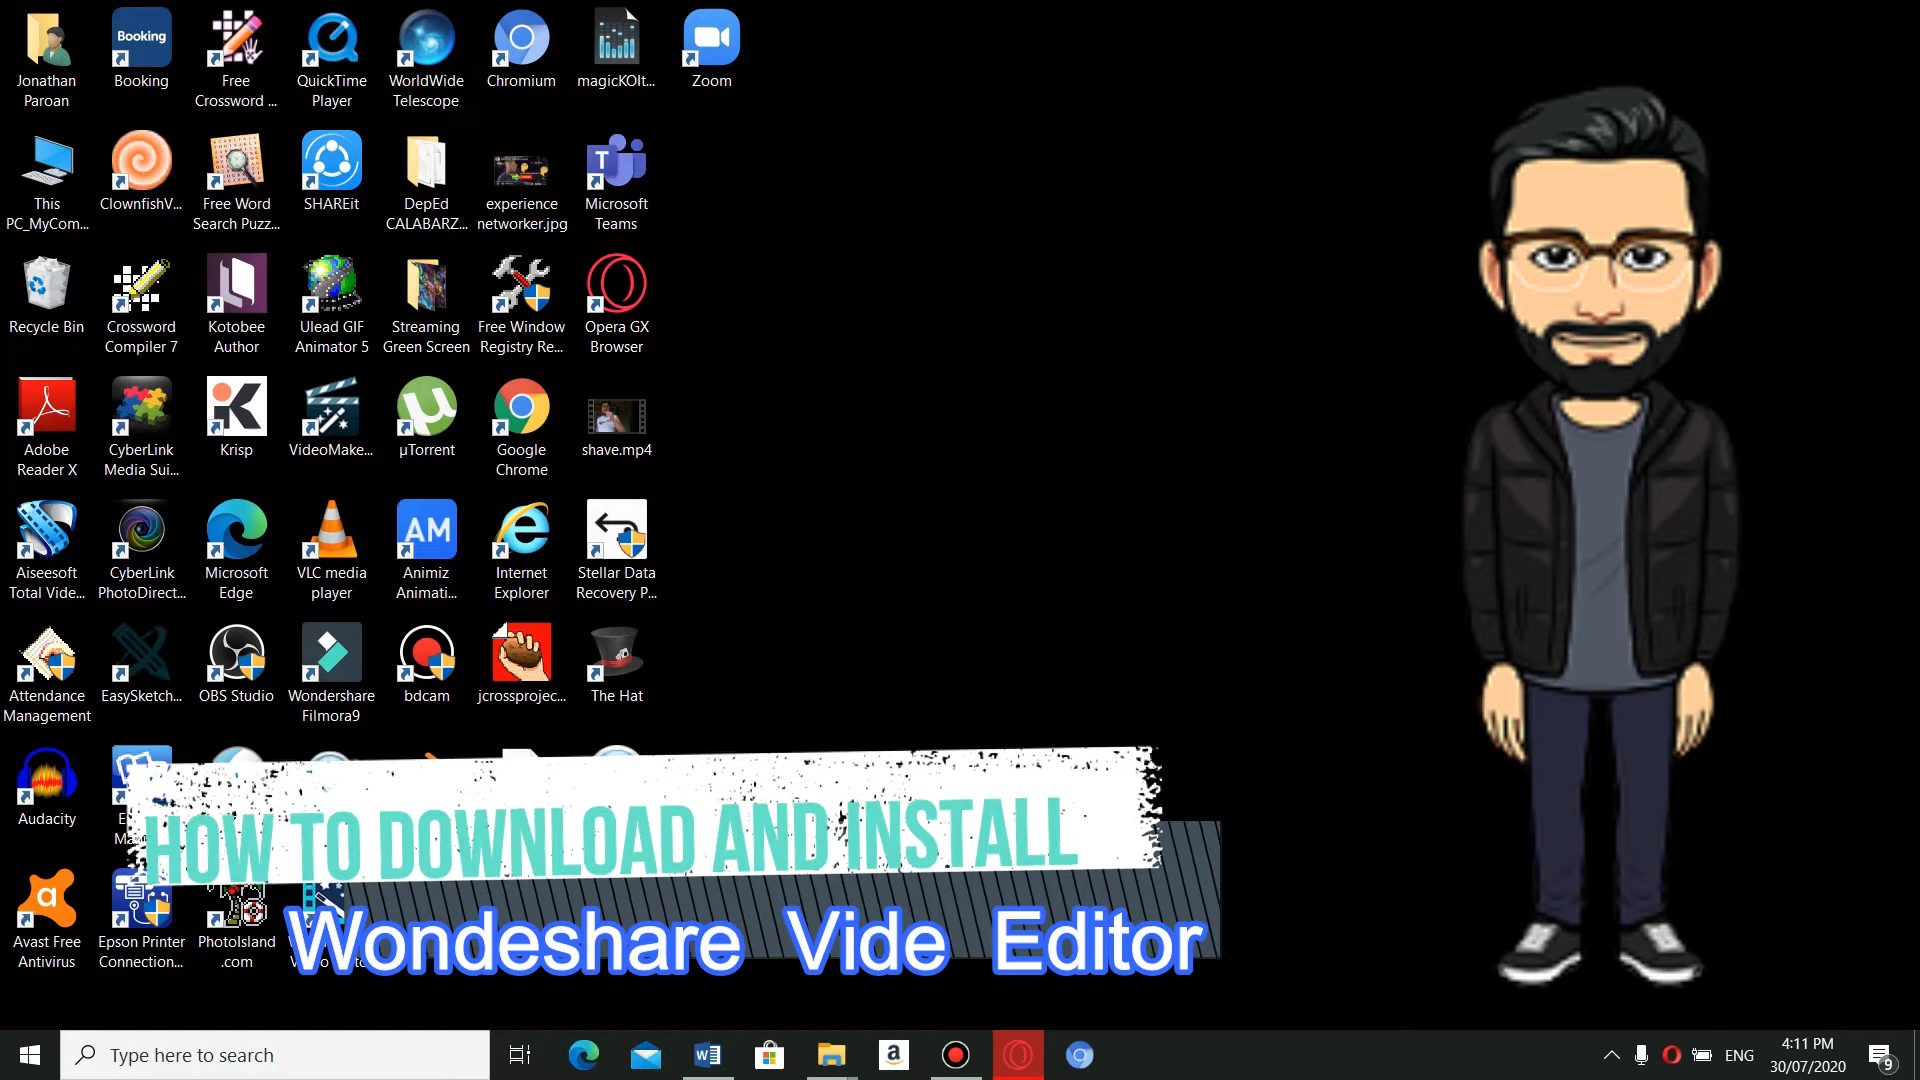 Jonathan
Paroan
Booking
Booking
Free
Crossword ...
QuickTime
Player
WorldWide
Telescope
Chromium
magicKOIt...
Zoom
This
PC_MyCom...
ClownfishV...
Free Word
Search Puzz...
SHAREit
DepEd
CALABARZ...
experience
networker.jpg
T
Microsoft
Teams
Recycle Bin
Crossword
Compiler 7
Kotobee
Author
Ulead GIF
Animator 5
Streaming
Green Screen
Free Window
Registry Re...
Opera GX
Browser
Adobe
Reader X
CyberLink
Media Sui...
Krisp
VideoMake...
µTorrent
Google
Chrome
shave.mp4
Aiseesoft
Total Vide...
CyberLink
PhotoDirect...
Microsoft
Edge
VLC media
player
AM
Animiz
Animati...
Internet
Explorer
Stellar Data
Recovery P...
Attendance
Management
EasySketch...
OBS Studio
Wondershare
Filmora9
bdcam
jcrossprojec...
The Hat
Audacity
HOW TO DOWNLOAD AND INSTALL
Wondeshare Vide Editor
Avast Free
Antivirus
Epson Printer
Connection...
PhotoIsland
.com
Type here to search
ENG
4:11 PM
30/07/2020
9